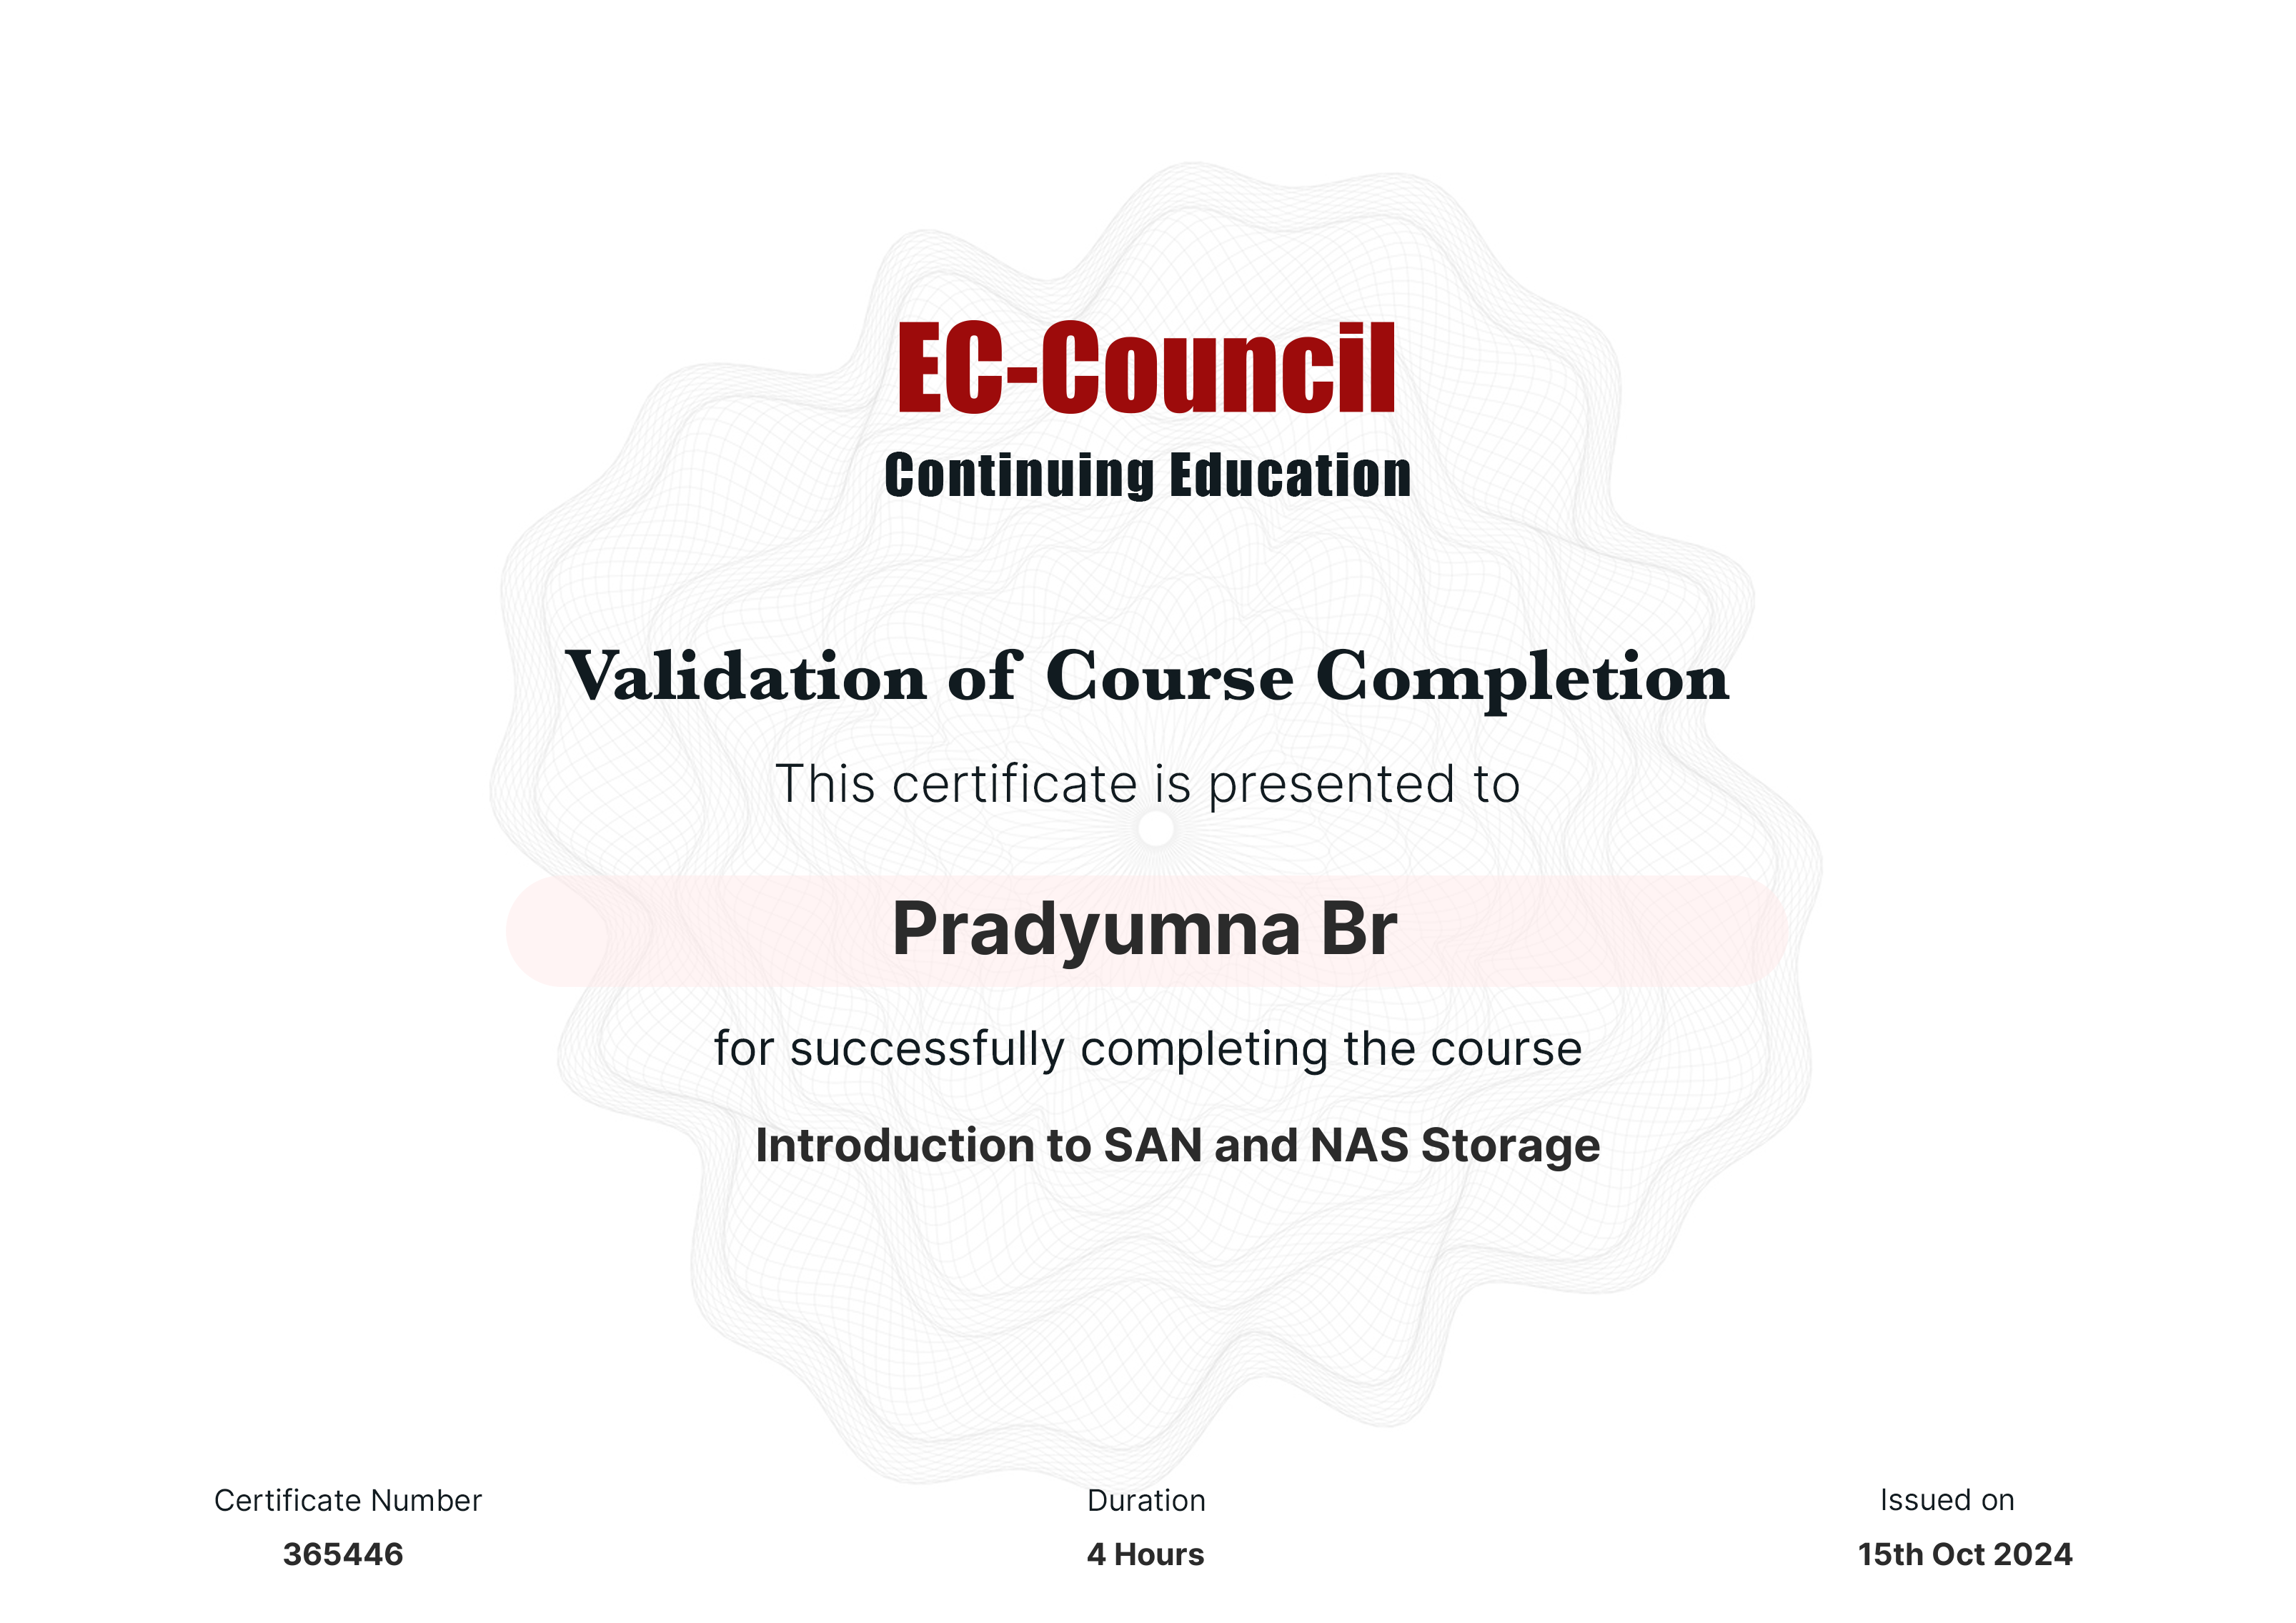 EC-Council
Continuing Education
Validation of Course Completion
This certificate is presented to
Pradyumna Br
for successfully completing the course
Introduction to SAN and NAS Storage
Certificate Number
365446
Duration
4 Hours
Issued on
15th Oct 2024